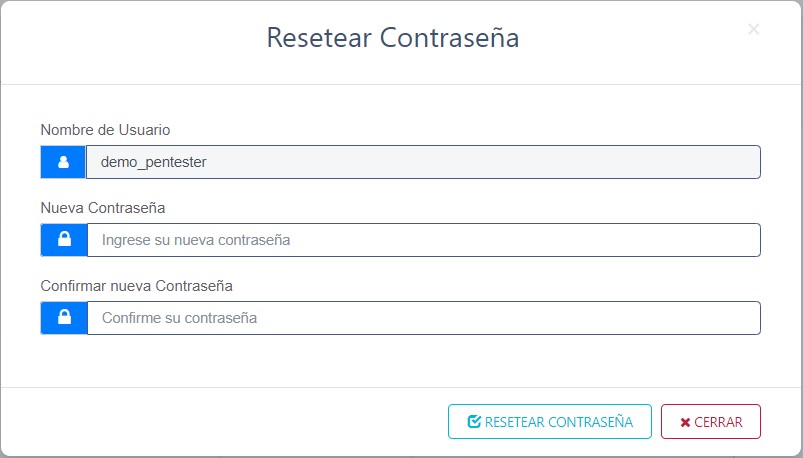 Resetear Contraseña
×
Nombre de Usuario
demo_pentester
Nueva Contraseña
Ingrese su nueva contraseña
Confirmar nueva Contraseña
Confirme su contraseña
RESETEAR CONTRASEÑA
CERRAR